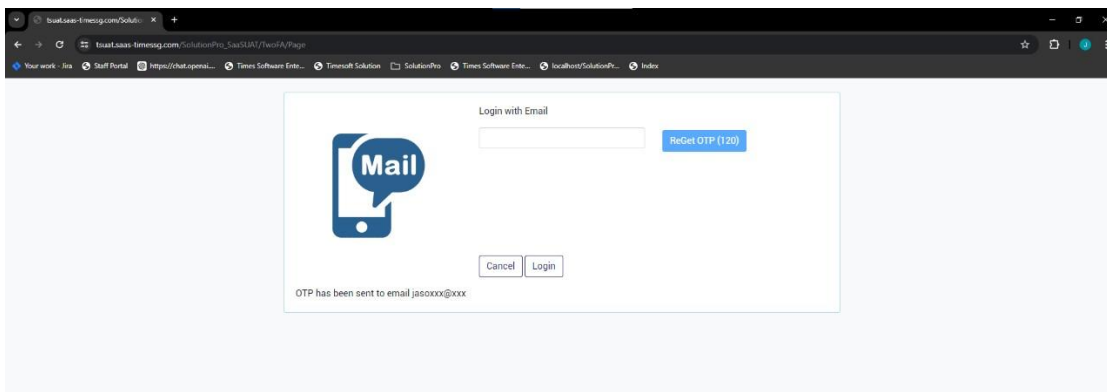 tsuat.saas-timessg.com/Solutio
tsuat.saas-timessg.com/SolutionPro_SaaSUAT/TwoFA/Page
Your work - Jira Staff Portal https://chat.openai.... Times Software Ente... Timesoft Solution SolutionPro Times Software Ente... localhost/SolutionPr... Index
Login with Email
ReGet OTP (120)
Mail
Cancel Login
OTP has been sent to email jasoxxx@xxx